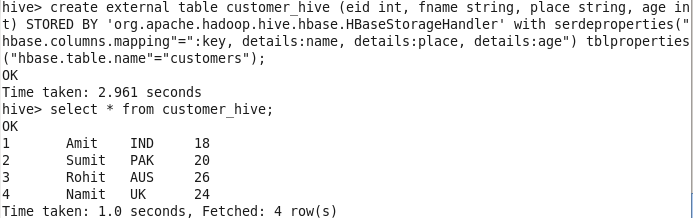 hive> create external table customer_hive (eid int, fname string, place string, age in
t) STORED BY 'org.apache.hadoop.hive.hbase.HBaseStorageHandler' with serdeproperties("
hbase.columns.mapping"=":key, details:name, details:place, details:age") tblproperties
("hbase.table.name"="customers");
OK
Time taken: 2.961 seconds
hive> select * from customer_hive;
OK
1	Amit	IND	18
2	Sumit	PAK	20
3	Rohit	AUS	26
4	Namit	UK	24
Time taken: 1.0 seconds, Fetched: 4 row(s)